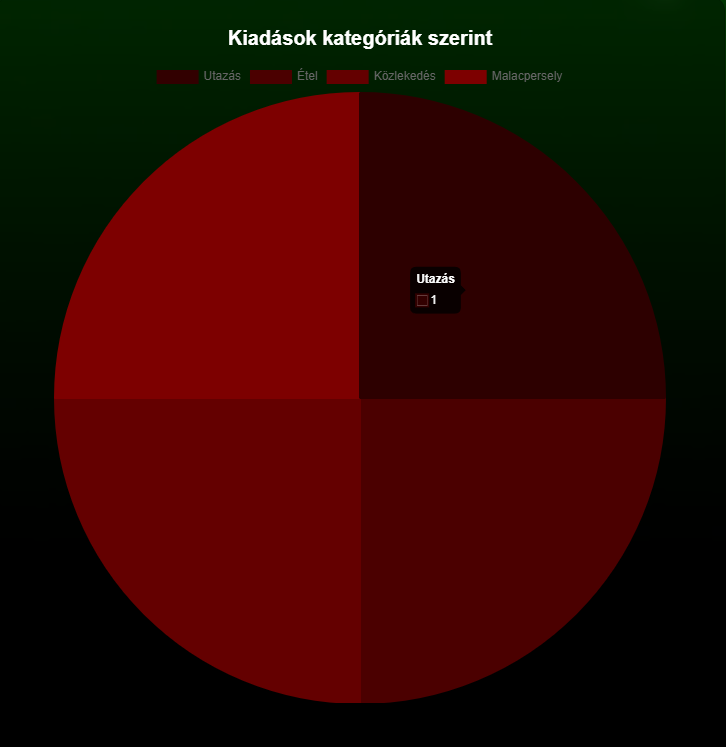 Kiadások kategóriák szerint
Utazás Étel Közlekedés Malacpersely
Utazás
1